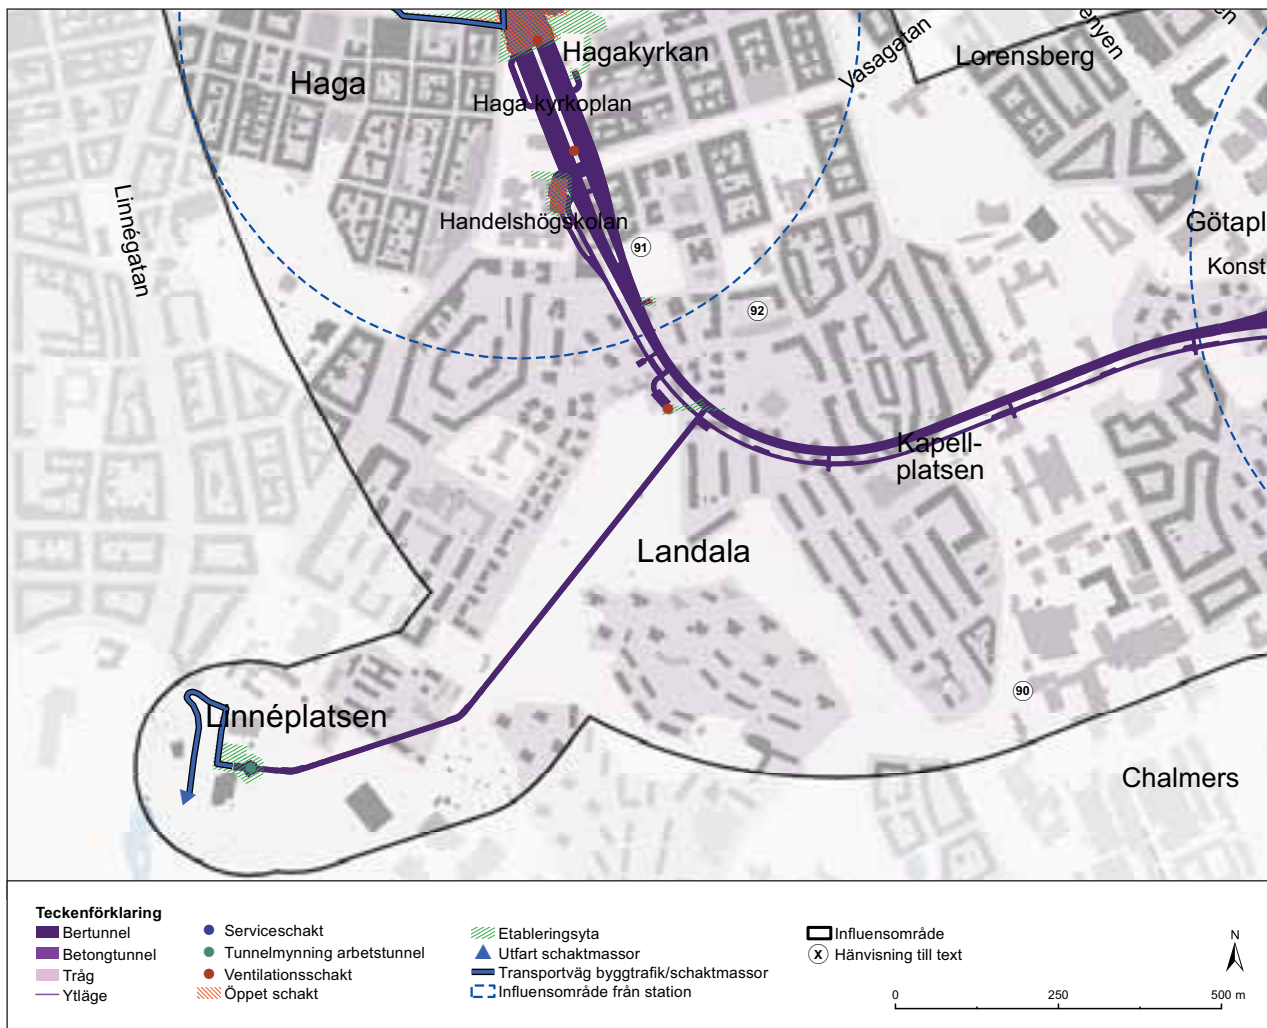 Hagakyrkan
Haga
Haga kyrkoplan
Vasagatan
Lorensberg
Linnégatan
Handelshögskolan
Götapl
Konst
91
92
Kapell-
platsen
Landala
90
Linnéplatsen
Chalmers
Teckenförklaring
Bertunnel
Betongtunnel
Tråg
Ytläge
Serviceschakt
Tunnelmynning arbetstunnel
Ventilationsschakt
Öppet schakt
Etableringsyta
Utfart schaktmassor
Transportväg byggtrafik/schaktmassor
Influensområde från station
Influensområde
X Hänvisning till text
N
0 250 500 m